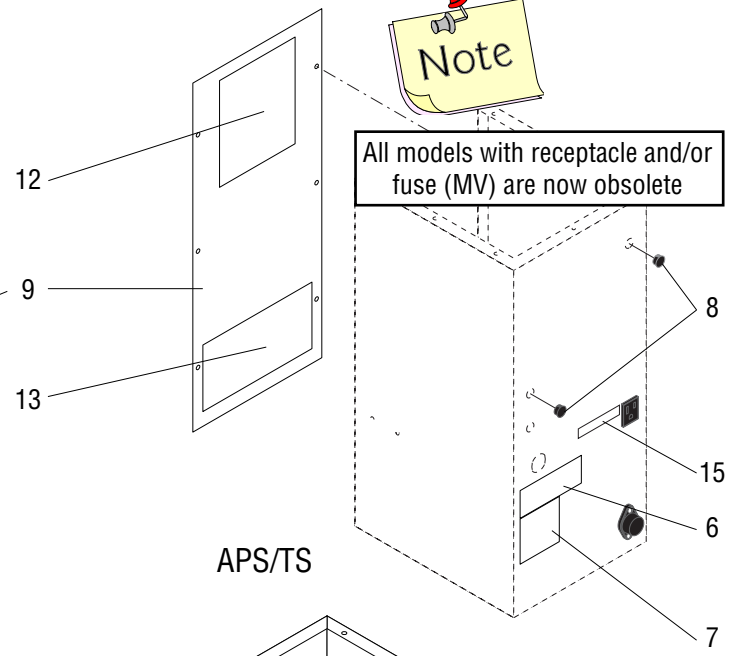 Note
All models with receptacle and/or
fuse (MV) are now obsolete
12
9
8
13
15
6
APS/TS
7